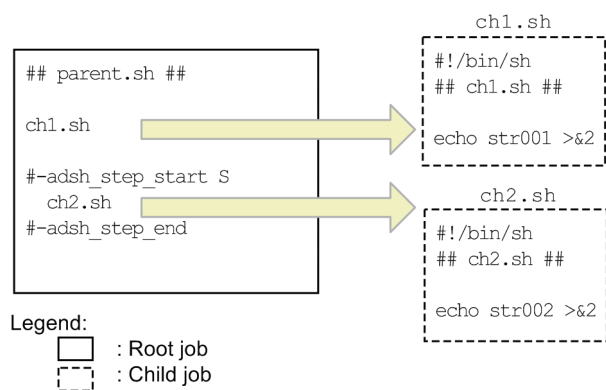 ## parent.sh ##
ch1.sh
#-adsh_step_start S
ch2.sh
#-adsh_step_end
ch1.sh
#!/bin/sh
## ch1.sh ##
echo str001 >&2
ch2.sh
#!/bin/sh
## ch2.sh ##
echo str002 >&2
Legend:
: Root job
: Child job